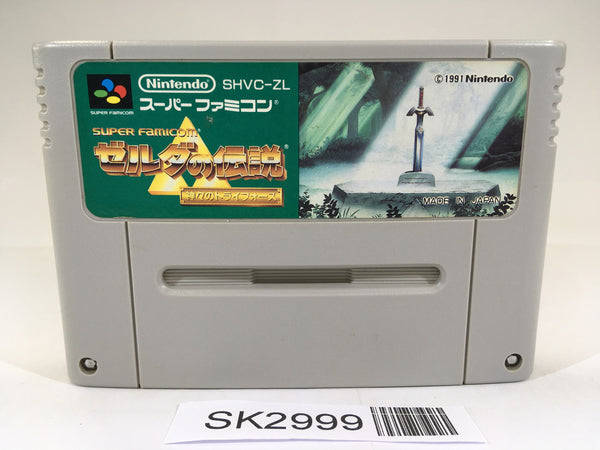 SUPER FAMICOM
Nintendo SHVC-ZL
スーパーファミコン
SUPER FAMICOM
ゼルダの伝説
神々のトライフォース
©1991 Nintendo
MADE IN JAPAN
SK2999